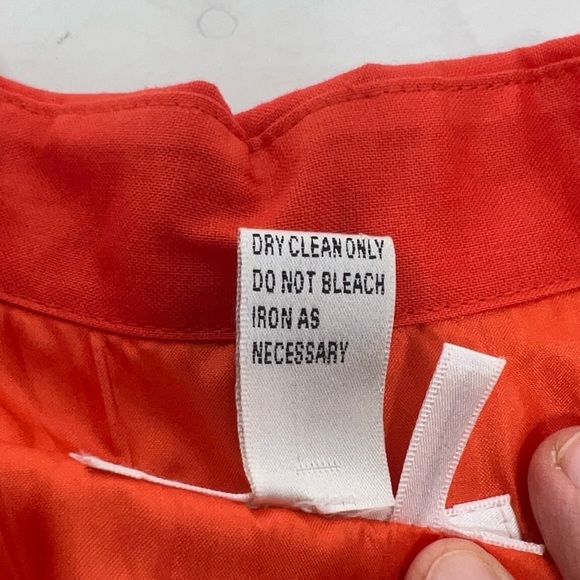 DRY CLEAN ONLY
DO NOT BLEACH
IRON AS
NECESSARY